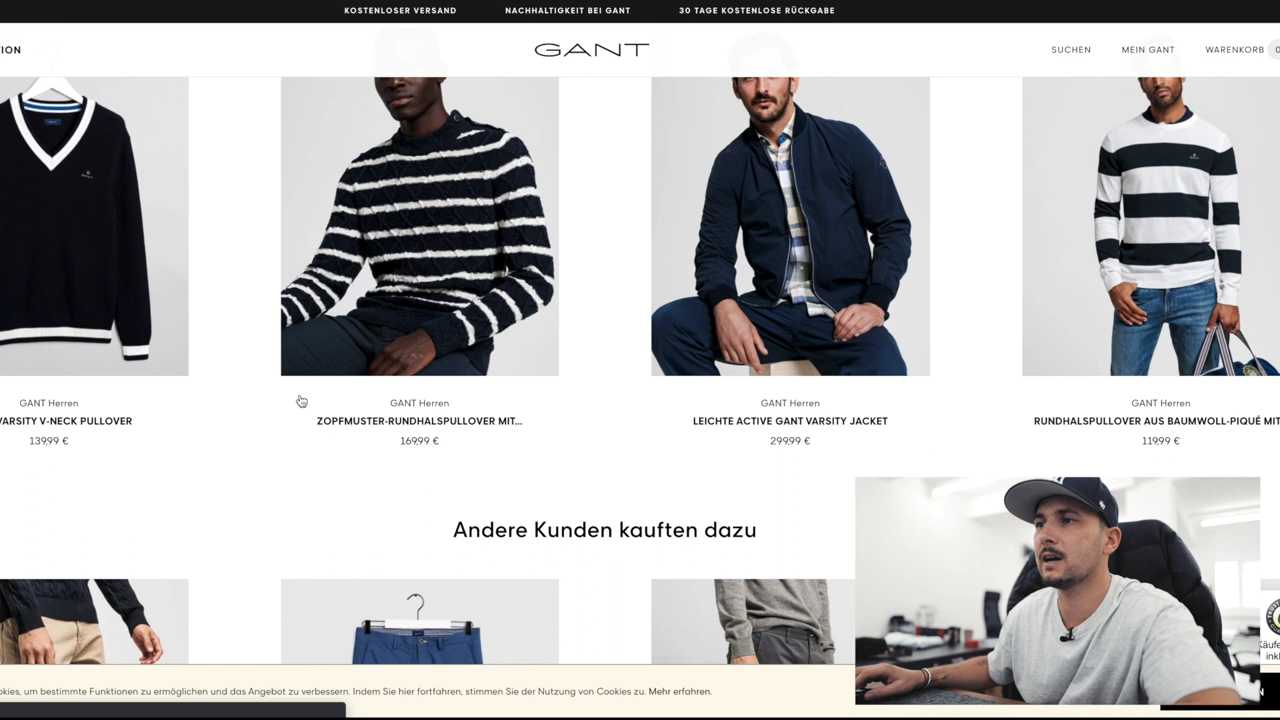 KOSTENLOSER VERSAND NACHHALTIGKEIT BEI GANT 30 TAGE KOSTENLOSE RÜCKGABE
GANT SUCHEN MEIN GANT WARENKORB
GANT Herren
VARSITY V-NECK PULLOVER
139,99 €
GANT Herren
ZOPFMUSTER-RUNDHALSPULLOVER MIT...
169,99 €
GANT Herren
LEICHTE ACTIVE GANT VARSITY JACKET
299,99 €
GANT Herren
RUNDHALSPULLOVER AUS BAUMWOLL-PIQUÉ MIT
119,99 €
Andere Kunden kauften dazu
um bestimmte Funktionen zu ermöglichen und das Angebot zu verbessern. Indem Sie hier fortfahren, stimmen Sie der Nutzung von Cookies zu. Mehr erfahren.